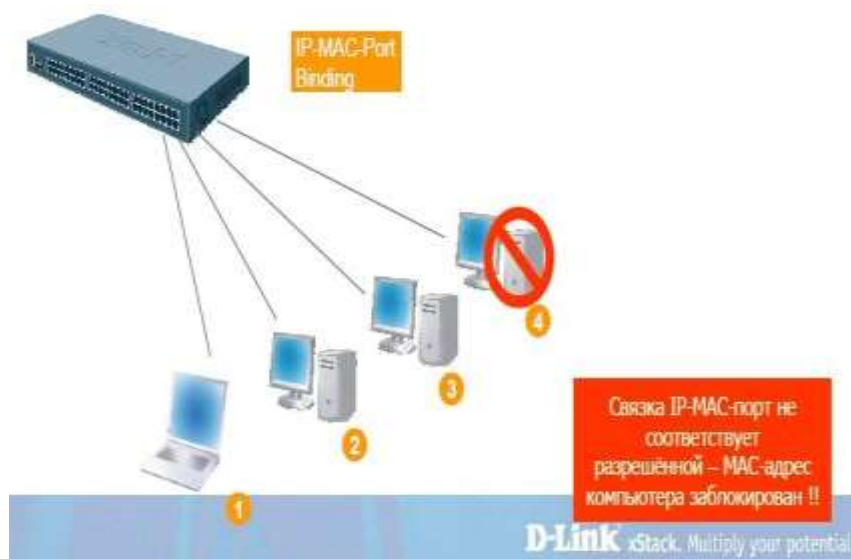 IP-MAC-Port
Binding
4
3
2
1
Связка IP-MAC-порт не
соответствует
разрешённой – MAC-адрес
компьютера заблокирован !!
D-Link xStack. Multiply your potential